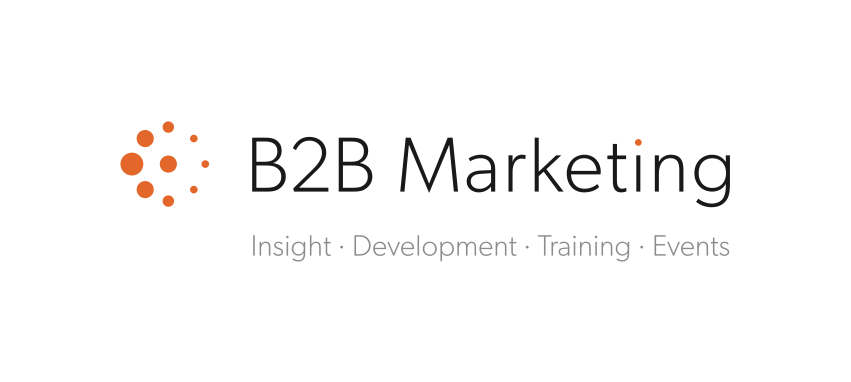 B2B Marketing
Insight · Development · Training · Events